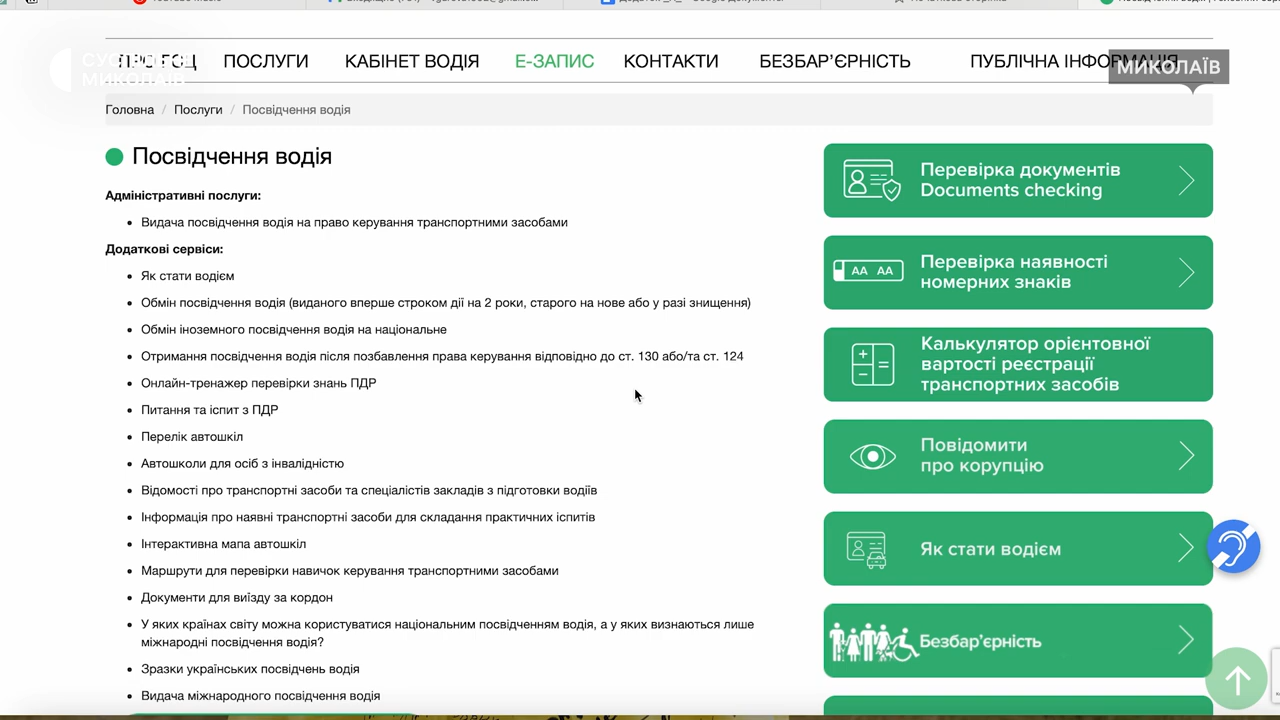 ПОСЛУГИ
КАБІНЕТ ВОДІЯ
Е-ЗАПИС
КОНТАКТИ
БЕЗБАР’ЄРНІСТЬ
ПУБЛІЧНА
МИКОЛАЇВ
СУСПІЛЬНЕ
МИКОЛАЇВ
Головна / Послуги / Посвідчення водія
Посвідчення водія
Адміністративні послуги:
Видача посвідчення водія на право керування транспортними засобами
Додаткові сервіси:
Як стати водієм
Обмін посвідчення водія (виданого вперше строком дії на 2 роки, старого на нове або у разі знищення)
Обмін іноземного посвідчення водія на національне
Отримання посвідчення водія після позбавлення права керування відповідно до ст. 130 або/та ст. 124
Онлайн-тренажер перевірки знань ПДР
Питання та іспит з ПДР
Перелік автошкіл
Автошколи для осіб з інвалідністю
Відомості про транспортні засоби та спеціалістів закладів з підготовки водіїв
Інформація про наявні транспортні засоби для складання практичних іспитів
Інтерактивна мапа автошкіл
Маршрути для перевірки навичок керування транспортними засобами
Документи для виїзду за кордон
У яких країнах світу можна користуватися національним посвідченням водія, а у яких визнаються лише
міжнародні посвідчення водія?
Зразки українських посвідчень водія
Видача міжнародного посвідчення водія
Перевірка документів
Documents checking
АА АА
Перевірка наявності
номерних знаків
Калькулятор орієнтовної
вартості реєстрації
транспортних засобів
Повідомити
про корупцію
Як стати водієм
Безбар’єрність